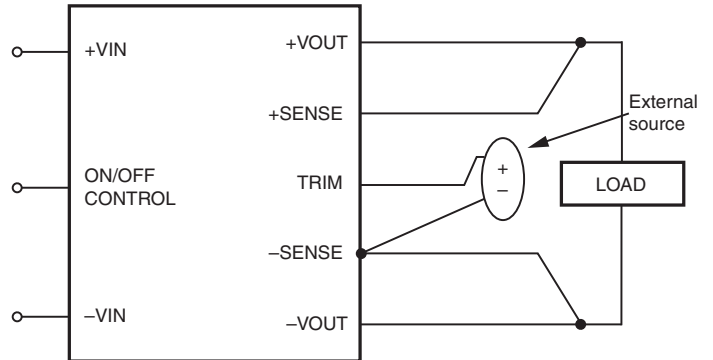 +VIN
ON/OFF
CONTROL
–VIN
+VOUT
+SENSE
TRIM
–SENSE
–VOUT
+
–
External
source
LOAD